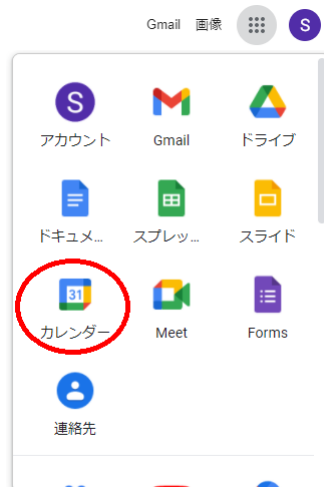 Gmail 画像 S
S
アカウント Gmail ドライブ
ドキュメ... スプレッ... スライド
31
カレンダー Meet Forms
連絡先